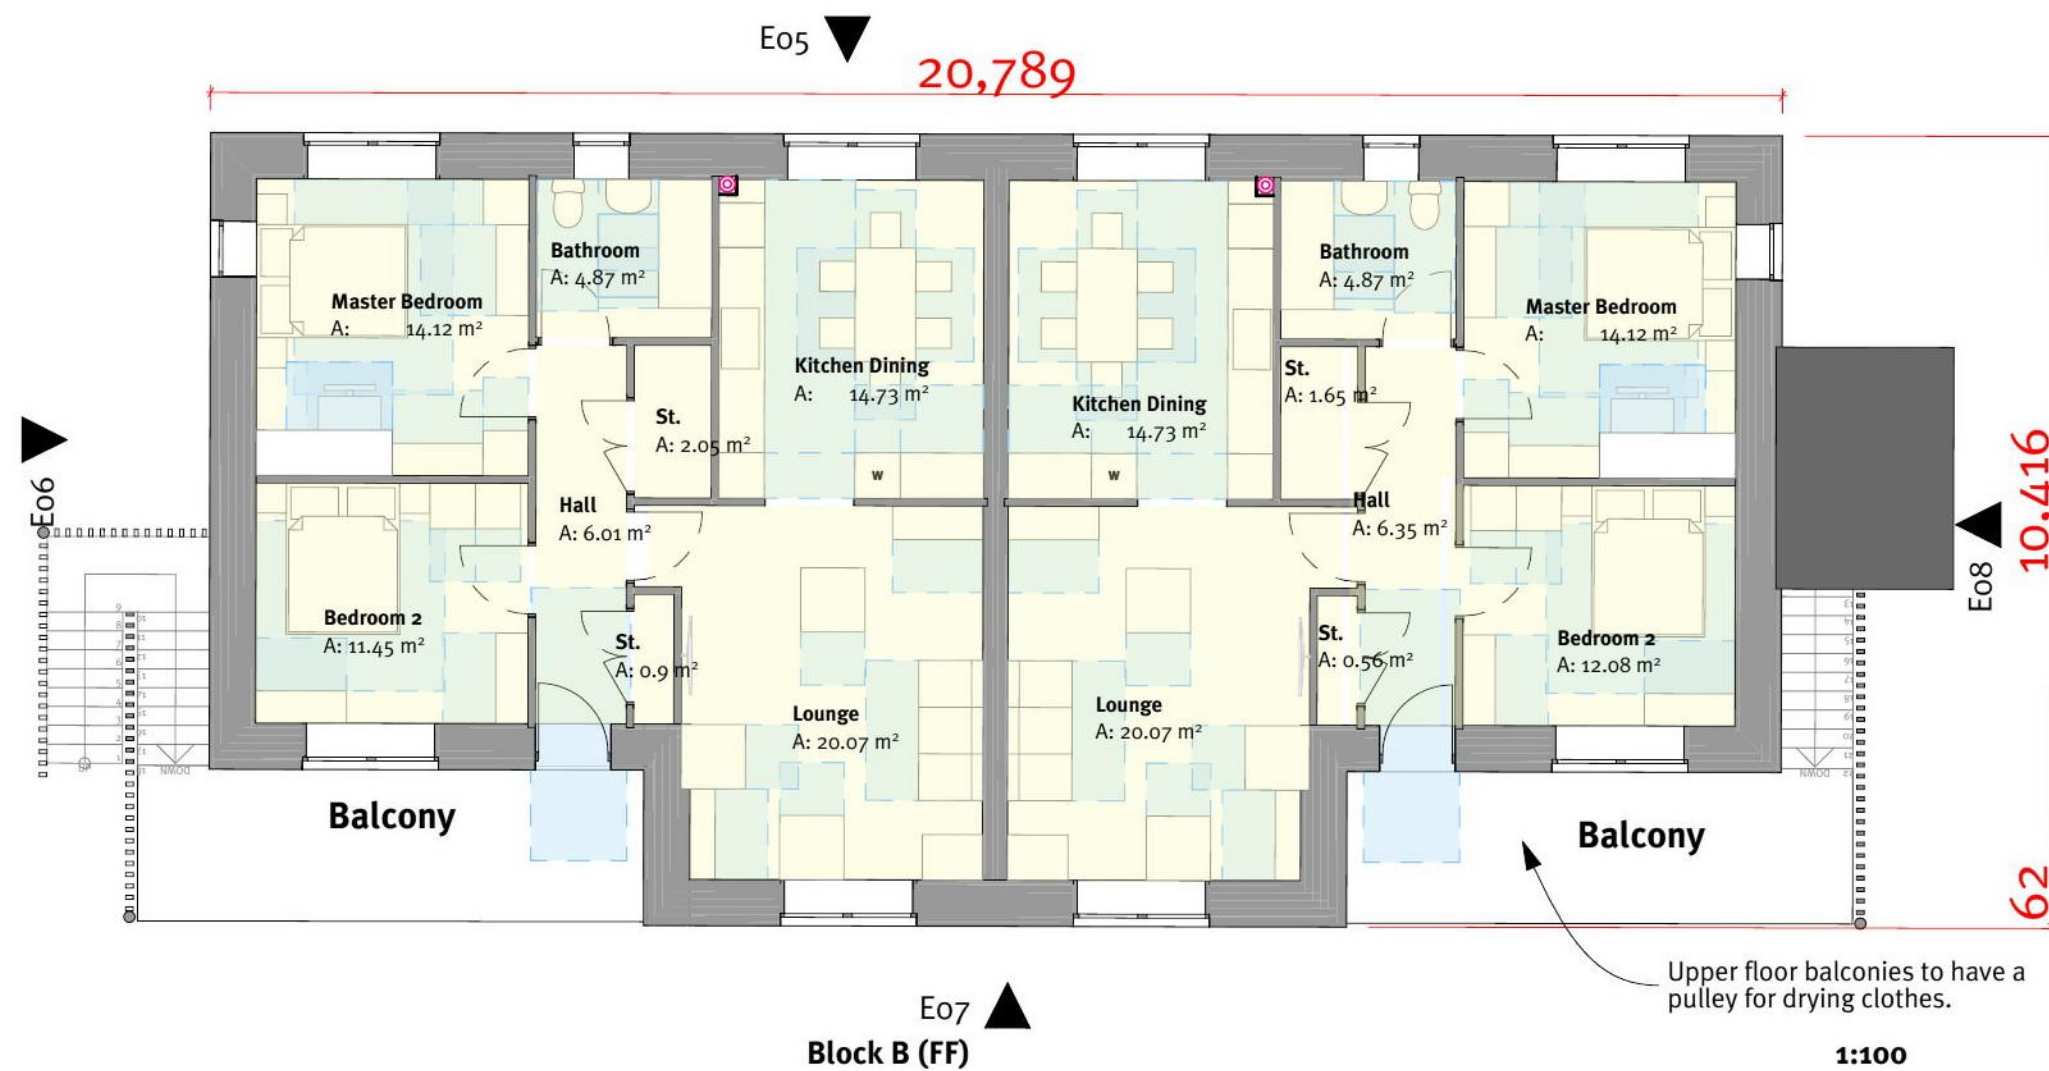 E05
20,789
Bathroom
A: 4.87 m²
Bathroom
A: 4.87 m²
Master Bedroom
A: 14.12 m²
Master Bedroom
A: 14.12 m²
Kitchen Dining
A: 14.73 m²
Kitchen Dining
A: 14.73 m²
St.
A: 1.65 m²
St.
A: 2.05 m²
W
W
E06
Hall
A: 6.01 m²
Hall
A: 6.35 m²
10,416
E08
Bedroom 2
A: 11.45 m²
St.
A: 0.9 m²
St.
A: 0.56 m²
Bedroom 2
A: 12.08 m²
Lounge
A: 20.07 m²
Lounge
A: 20.07 m²
DOWN
DOWN
Balcony
Balcony
62
Upper floor balconies to have a
pulley for drying clothes.
E07
Block B (FF)
1:100